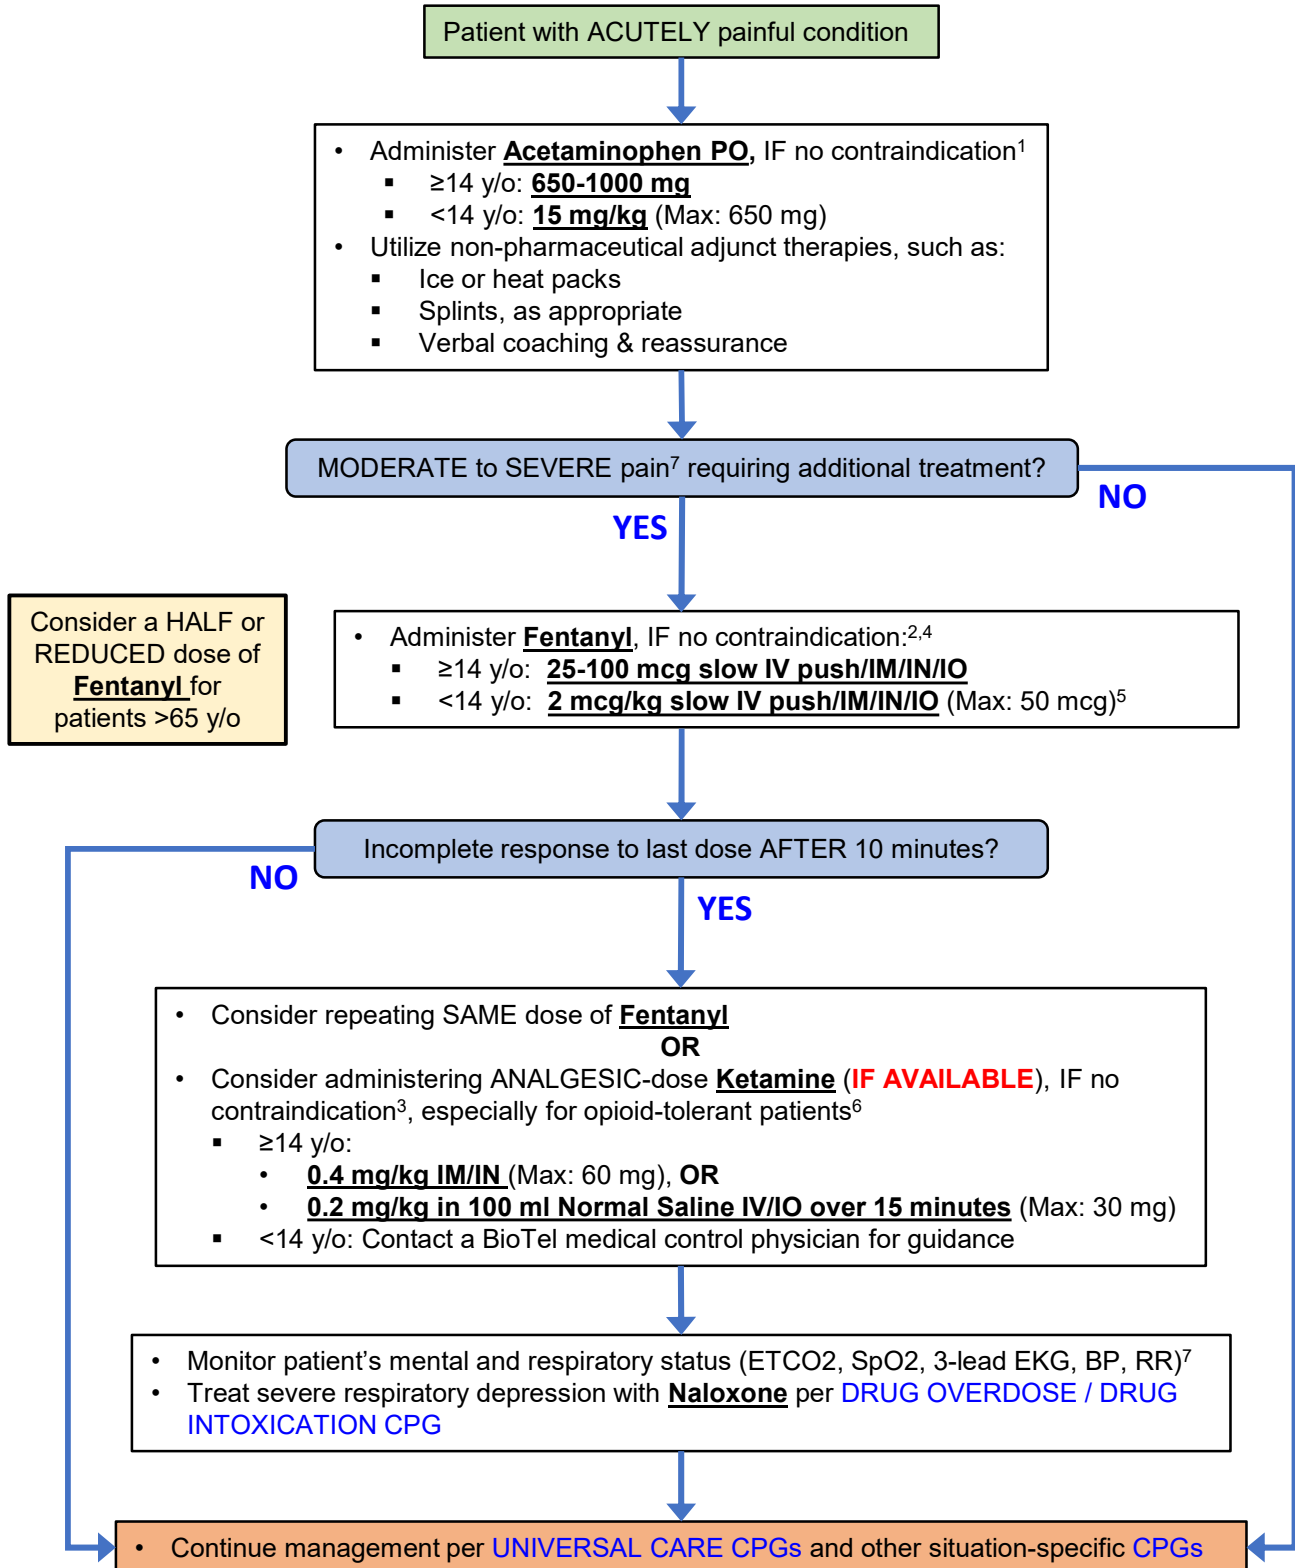 Patient with ACUTELY painful condition
• Administer Acetaminophen PO, IF no contraindication¹
▪ ≥14 y/o: 650-1000 mg
▪ <14 y/o: 15 mg/kg (Max: 650 mg)
• Utilize non-pharmaceutical adjunct therapies, such as:
▪ Ice or heat packs
▪ Splints, as appropriate
▪ Verbal coaching & reassurance
MODERATE to SEVERE pain⁷ requiring additional treatment?
NO
YES
Consider a HALF or
REDUCED dose of
Fentanyl for
patients >65 y/o
• Administer Fentanyl, IF no contraindication:²,⁴
▪ ≥14 y/o: 25-100 mcg slow IV push/IM/IN/IO
▪ <14 y/o: 2 mcg/kg slow IV push/IM/IN/IO (Max: 50 mcg)⁵
Incomplete response to last dose AFTER 10 minutes?
NO
YES
• Consider repeating SAME dose of Fentanyl
OR
• Consider administering ANALGESIC-dose Ketamine (IF AVAILABLE), IF no
contraindication³, especially for opioid-tolerant patients⁶
▪ ≥14 y/o:
• 0.4 mg/kg IM/IN (Max: 60 mg), OR
• 0.2 mg/kg in 100 ml Normal Saline IV/IO over 15 minutes (Max: 30 mg)
▪ <14 y/o: Contact a BioTel medical control physician for guidance
• Monitor patient's mental and respiratory status (ETCO2, SpO2, 3-lead EKG, BP, RR)⁷
• Treat severe respiratory depression with Naloxone per DRUG OVERDOSE / DRUG
INTOXICATION CPG
• Continue management per UNIVERSAL CARE CPGs and other situation-specific CPGs